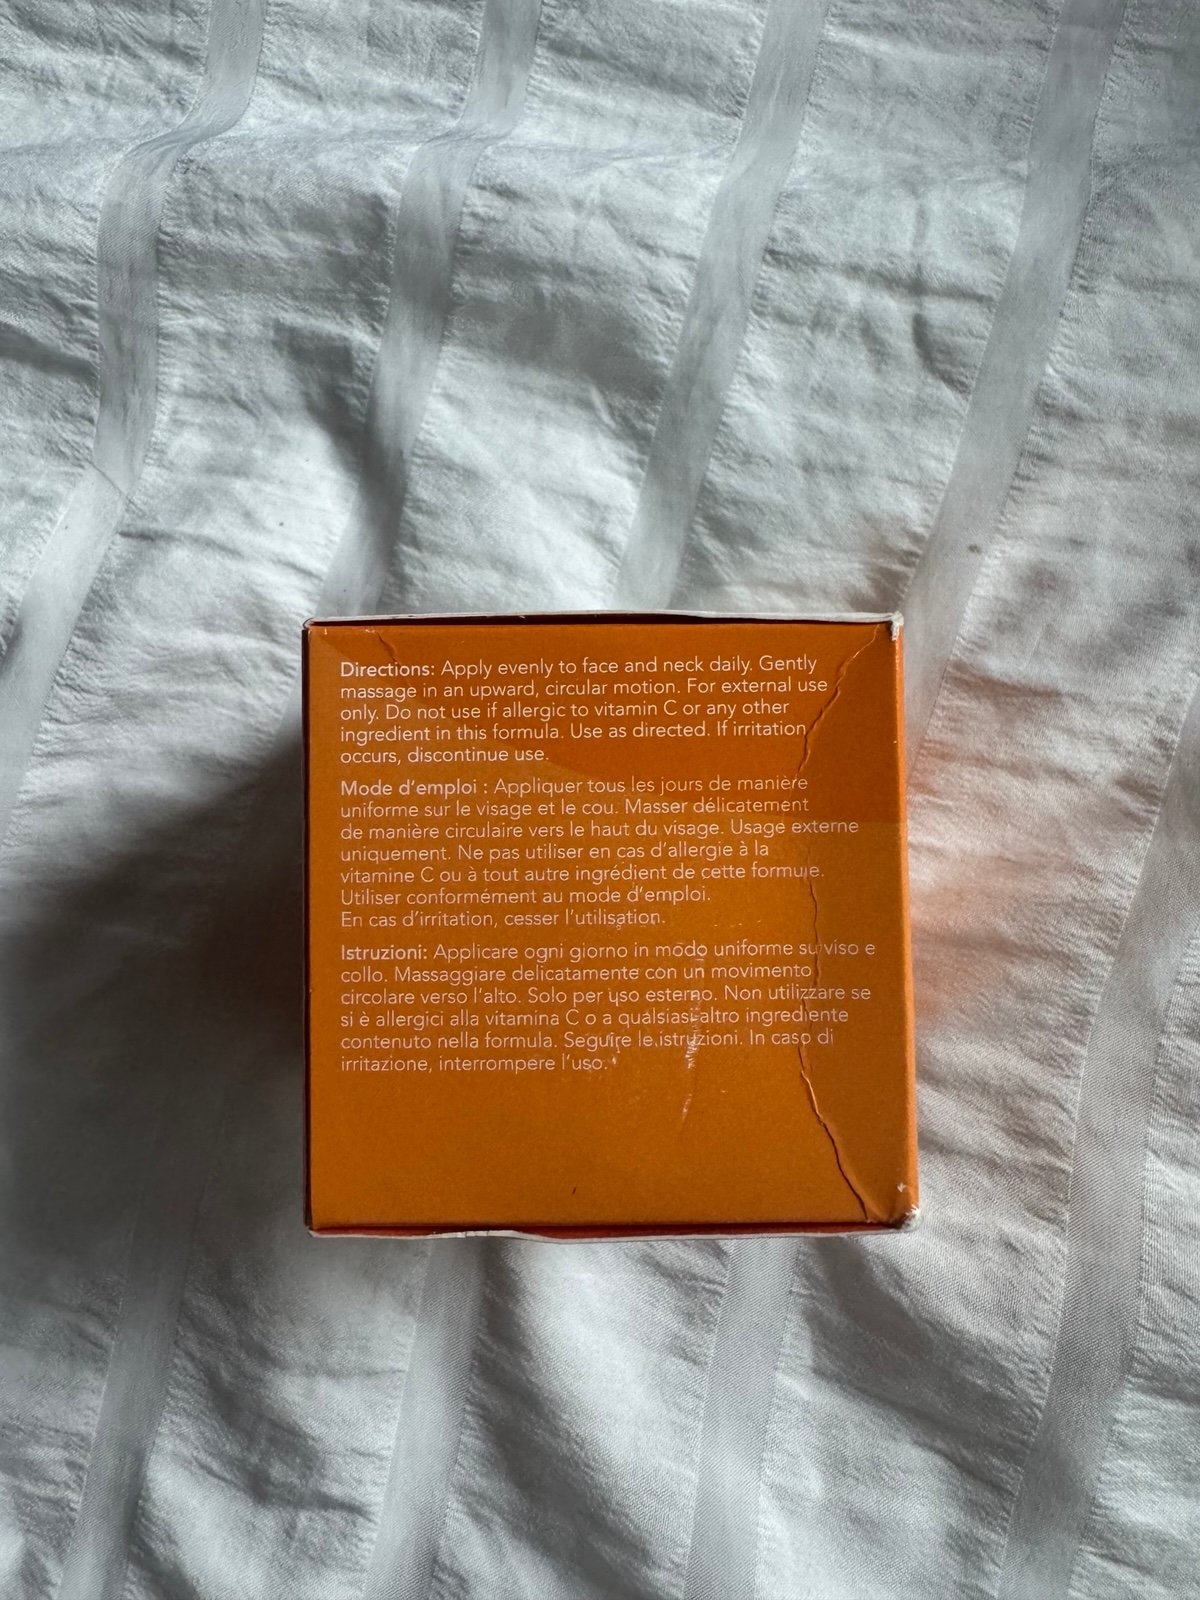 Directions: Apply evenly to face and neck daily. Gently
massage in an upward, circular motion. For external use
only. Do not use if allergic to vitamin C or any other
ingredient in this formula. Use as directed. If irritation
occurs, discontinue use.
Mode d'emploi : Appliquer tous les jours de manière
uniforme sur le visage et le cou. Masser délicatement
de manière circulaire vers le haut du visage. Usage externe
uniquement. Ne pas utiliser en cas d'allergie à la
vitamine C ou à tout autre ingrédient de cette formule.
Utiliser conformément au mode d'emploi.
En cas d'irritation, cesser l'utilisation.
Istruzioni: Applicare ogni giorno in modo uniforme su viso e
collo. Massaggiare delicatamente con un movimento
circolare verso l'alto. Solo per uso esterno. Non utilizzare se
si è allergici alla vitamina C o a qualsiasi altro ingrediente
contenuto nella formula. Seguire le istruzioni. In caso di
irritazione, interrompere l'uso.